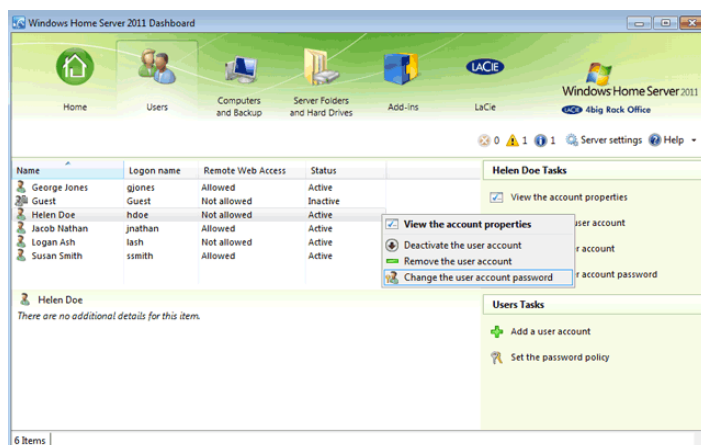 Windows Home Server 2011 Dashboard
Home
Users
Computers
and Backup
Server Folders
and Hard Drives
Add-ins
LACIE
LaCie
Windows Home Server 2011
LACIE 4big Rack Office
0 1 1 Server settings Help
Name Logon name Remote Web Access Status
George Jones gjones Allowed Active
Guest Guest Not allowed Inactive
Helen Doe hdoe Not allowed Active
Jacob Nathan jnathan Allowed Active
Logan Ash lash Not allowed Active
Susan Smith ssmith Allowed Active
View the account properties
Deactivate the user account
Remove the user account
Change the user account password
Helen Doe Tasks
View the account properties
user account
r account
r account password
Users Tasks
Add a user account
Set the password policy
Helen Doe
There are no additional details for this item.
6 Items